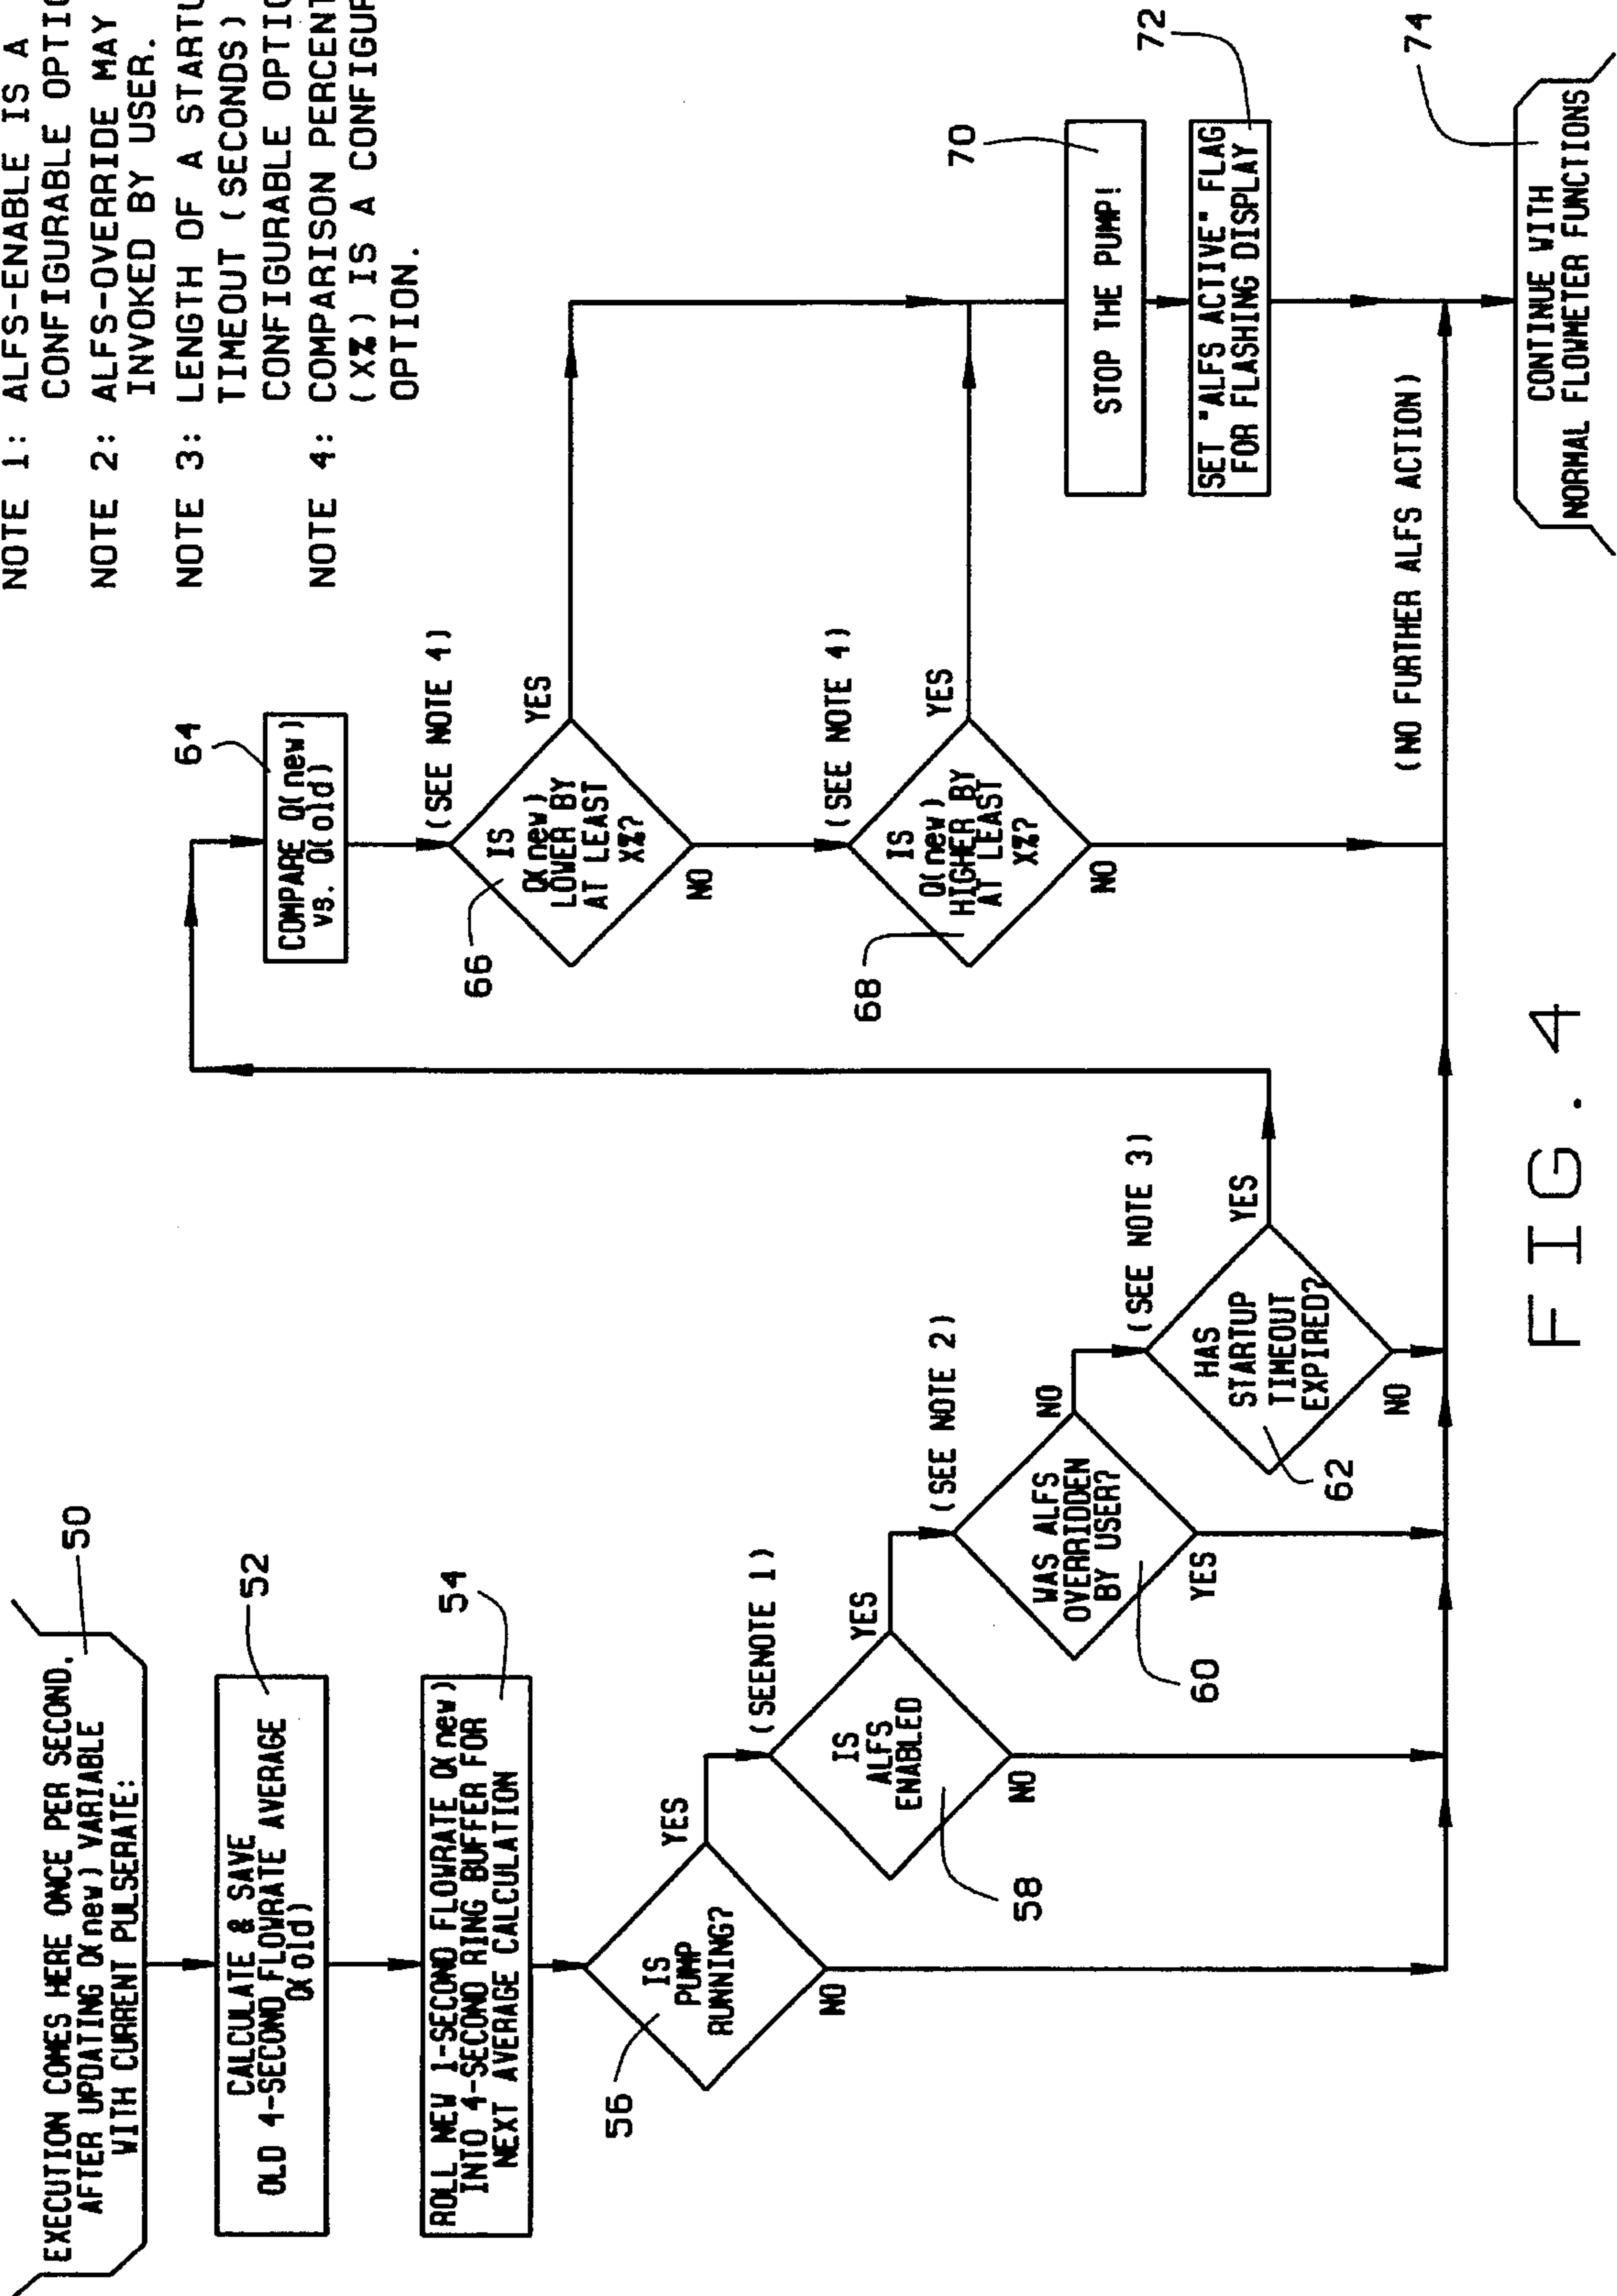 EXECUTION COMES HERE ONCE PER SECOND,
AFTER UPDATING Q(new) VARIABLE
WITH CURRENT PULSERATE:
50
CALCULATE & SAVE
OLD 4-SECOND FLOWRATE AVERAGE
Q(old)
52
ROLL NEW 1-SECOND FLOWRATE Q(new)
INTO 4-SECOND RING BUFFER FOR
NEXT AVERAGE CALCULATION
54
IS
PUMP
RUNNING?
56
YES
NO
(SEENOTE 1)
IS
ALFS
ENABLED
58
YES
NO
(SEE NOTE 2)
WAS ALFS
OVERRIDDEN
BY USER?
60
NO
YES
(SEE NOTE 3)
HAS
STARTUP
TIMEOUT
EXPIRED?
62
YES
NO
64
COMPARE Q(new)
vs. Q(old)
(SEE NOTE 4)
IS
Q(new)
LOWER BY
AT LEAST
X%?
66
YES
NO
(SEE NOTE 4)
IS
Q(new)
HIGHER BY
AT LEAST
X%?
68
YES
NO
70
STOP THE PUMP!
SET "ALFS ACTIVE" FLAG
FOR FLASHING DISPLAY
72
(NO FURTHER ALFS ACTION)
74
CONTINUE WITH
NORMAL FLOWMETER FUNCTIONS
NOTE 1: ALFS-ENABLE IS A
CONFIGURABLE OPTIO
NOTE 2: ALFS-OVERRIDE MAY
INVOKED BY USER.
NOTE 3: LENGTH OF A STARTU
TIMEOUT (SECONDS)
CONFIGURABLE OPTIO
NOTE 4: COMPARISON PERCENT
(X%) IS A CONFIGUR
OPTION.
FIG. 4